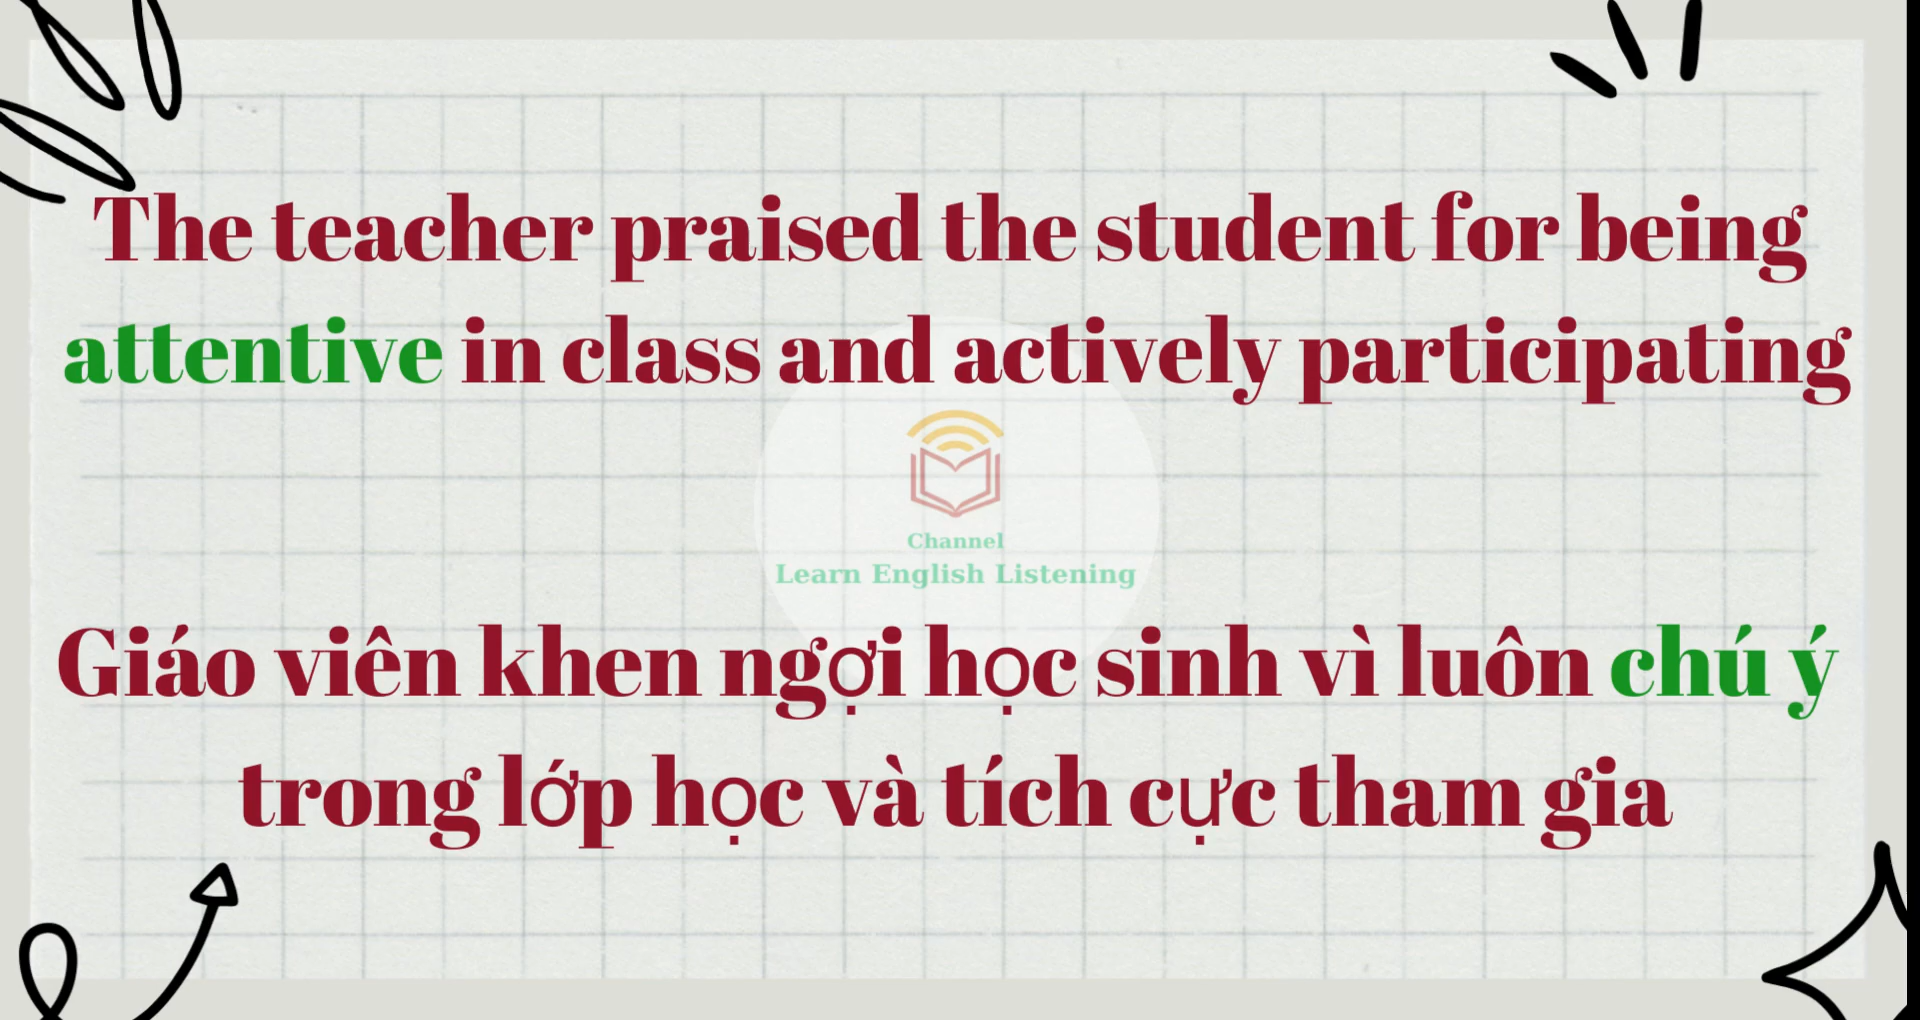 The teacher praised the student for being
attentive in class and actively participating
Channel
Learn English Listening
Giáo viên khen ngợi học sinh vì luôn chú ý
trong lớp học và tích cực tham gia